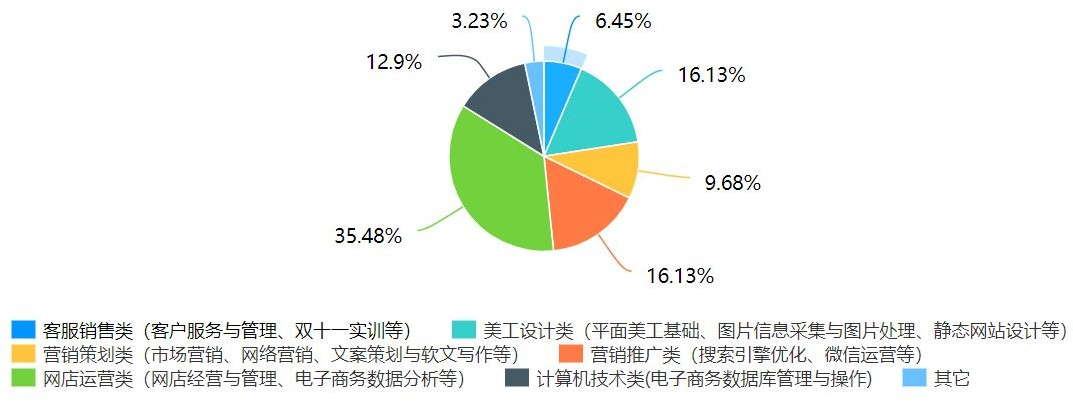 3.23%
6.45%
12.9%
16.13%
9.68%
35.48%
16.13%
客服销售类（客户服务与管理、双十一实训等）
美工设计类（平面美工基础、图片信息采集与图片处理、静态网站设计等）
营销策划类（市场营销、网络营销、文案策划与软文写作等）
营销推广类（搜索引擎优化、微信运营等）
网店运营类（网店经营与管理、电子商务数据分析等）
计算机技术类(电子商务数据库管理与操作)
其它